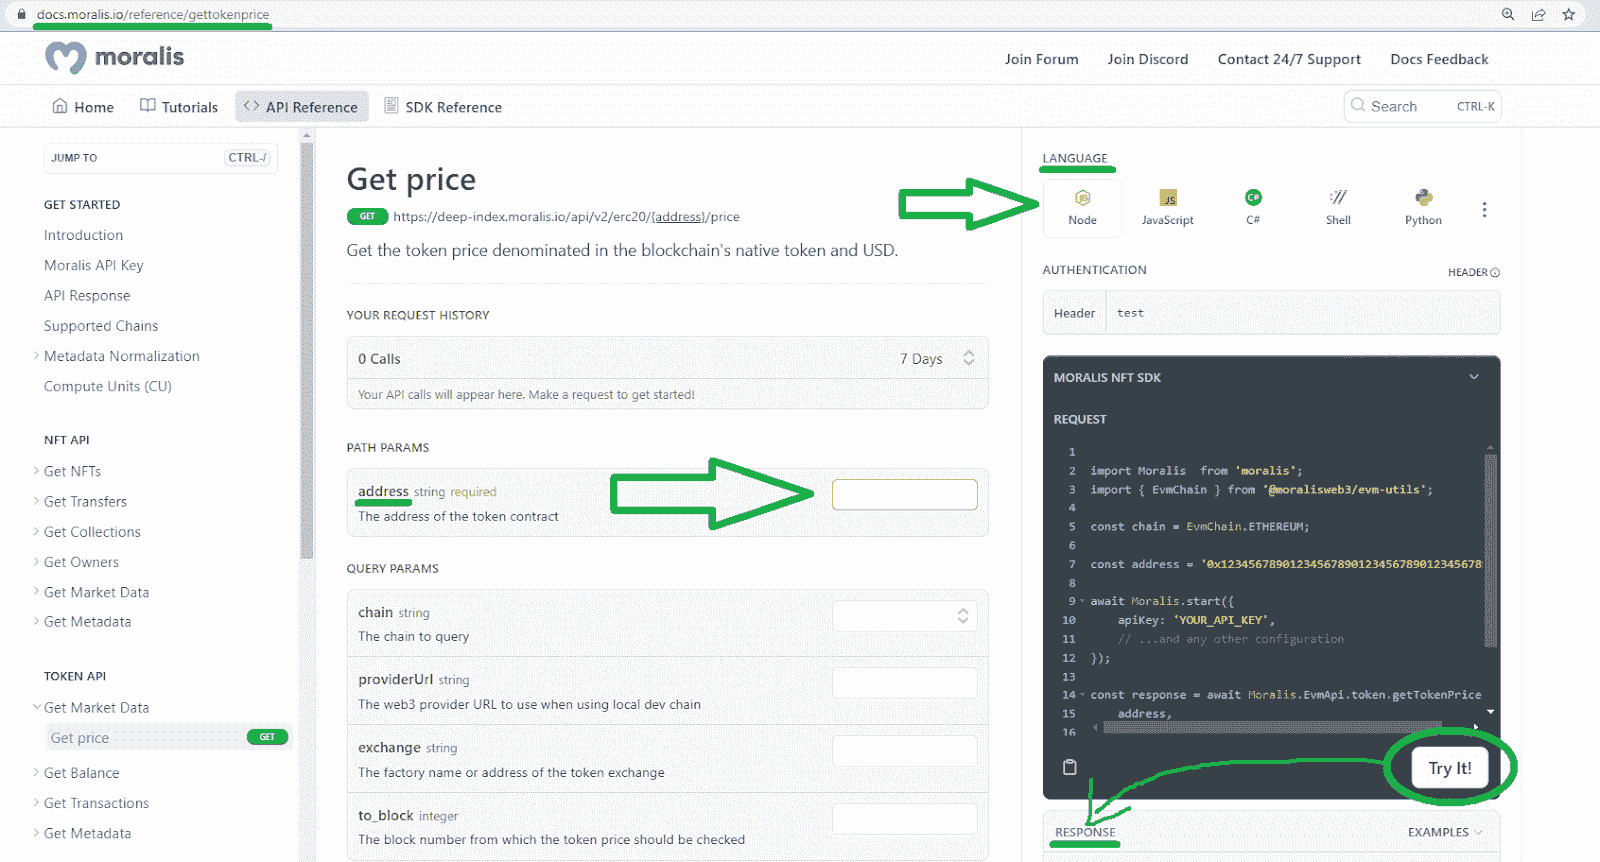 docs.moralis.io/reference/gettokenprice
moralis
Join Forum Join Discord Contact 24/7 Support Docs Feedback
Home Tutorials <> API Reference SDK Reference
Search CTRL-K
JUMP TO CTRL-/
GET STARTED
Introduction
Moralis API Key
API Response
Supported Chains
Metadata Normalization
Compute Units (CU)
NFT API
Get NFTs
Get Transfers
Get Collections
Get Owners
Get Market Data
Get Metadata
TOKEN API
Get Market Data
Get price GET
Get Balance
Get Transactions
Get Metadata
Get price
GET https://deep-index.moralis.io/api/v2/erc20/{address}/price
Get the token price denominated in the blockchain's native token and USD.
YOUR REQUEST HISTORY
0 Calls 7 Days
Your API calls will appear here. Make a request to get started!
PATH PARAMS
address string required
The address of the token contract
QUERY PARAMS
chain string
The chain to query
providerUrl string
The web3 provider URL to use when using local dev chain
exchange string
The factory name or address of the token exchange
to_block integer
The block number from which the token price should be checked
LANGUAGE
JS
Node JavaScript C# Shell Python
AUTHENTICATION HEADER
Header test
MORALIS NFT SDK
REQUEST
1
2 import Moralis from 'moralis';
3 import { EvmChain } from '@moralisweb3/evm-utils';
4
5 const chain = EvmChain.ETHEREUM;
6
7 const address = '0x1234567890123456789012345678901234567
8
9 await Moralis.start({
10 apiKey: 'YOUR_API_KEY',
11 // ...and any other configuration
12 });
13
14 const response = await Moralis.EvmApi.token.getTokenPrice
15 address,
16
Try It!
RESPONSE EXAMPLES